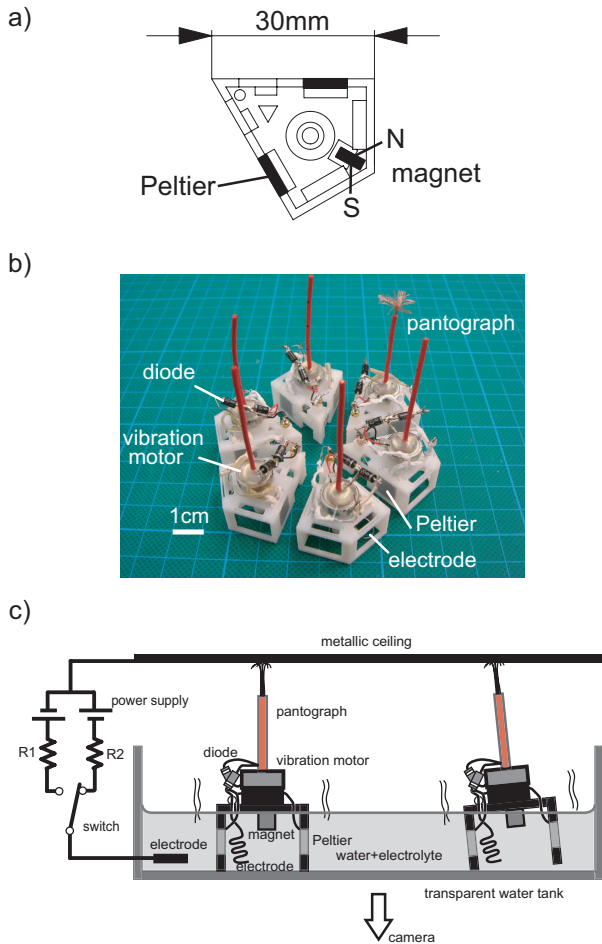 a)
30mm
N
magnet
Peltier
S
b)
pantograph
diode
vibration
motor
1cm
Peltier
electrode
c)
metallic ceiling
power supply
pantograph
R1
R2
diode
vibration motor
switch
electrode
magnet
Peltier
electrode
water+electrolyte
transparent water tank
camera